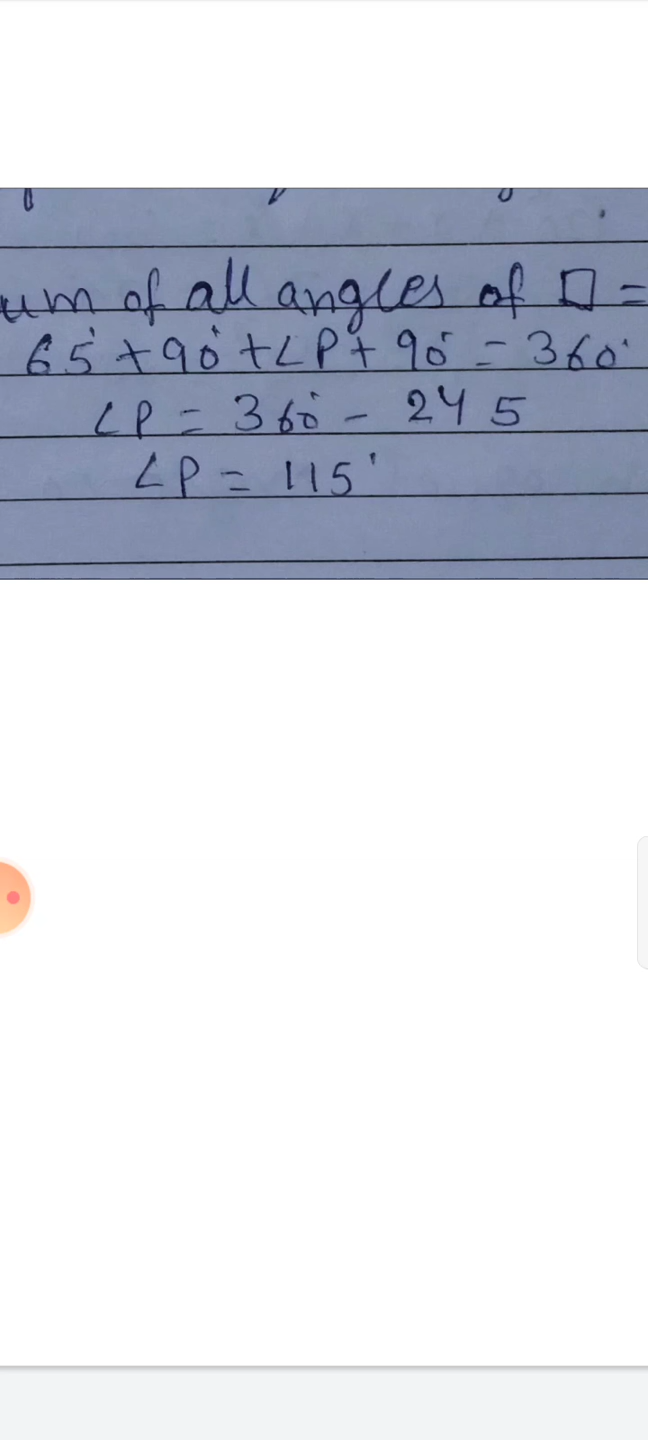 um of all angles of □ =
65° + 90° + ∠P + 90° = 360°
∠P = 360° - 245
∠P = 115°